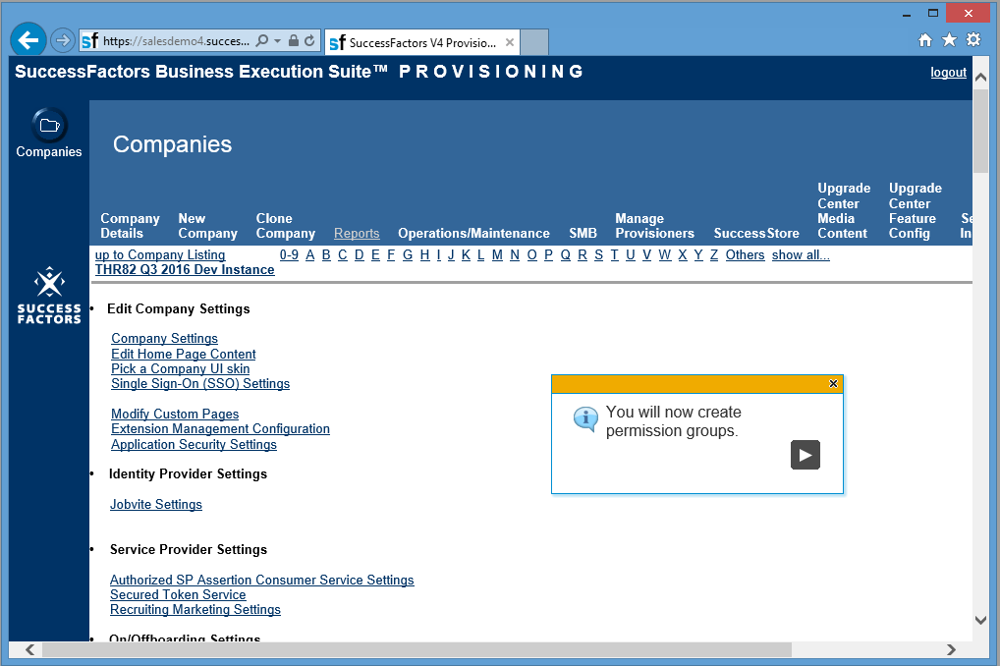 https://salesdemo4.succes...
SuccessFactors V4 Provisio...
SuccessFactors Business Execution Suite™ PROVISIONING
logout
Companies
Companies
Company Details
New Company
Clone Company
Reports
Operations/Maintenance
SMB
Manage Provisioners
SuccessStore
Upgrade Center Media Content
Upgrade Center Feature Config
up to Company Listing
0-9 A B C D E F G H I J K L M N O P Q R S T U V W X Y Z Others show all...
THR82 Q3 2016 Dev Instance
SUCCESS
FACTORS
• Edit Company Settings
Company Settings
Edit Home Page Content
Pick a Company UI skin
Single Sign-On (SSO) Settings
Modify Custom Pages
Extension Management Configuration
Application Security Settings
• Identity Provider Settings
Jobvite Settings
• Service Provider Settings
Authorized SP Assertion Consumer Service Settings
Secured Token Service
Recruiting Marketing Settings
• On/Offboarding Settings
You will now create
permission groups.